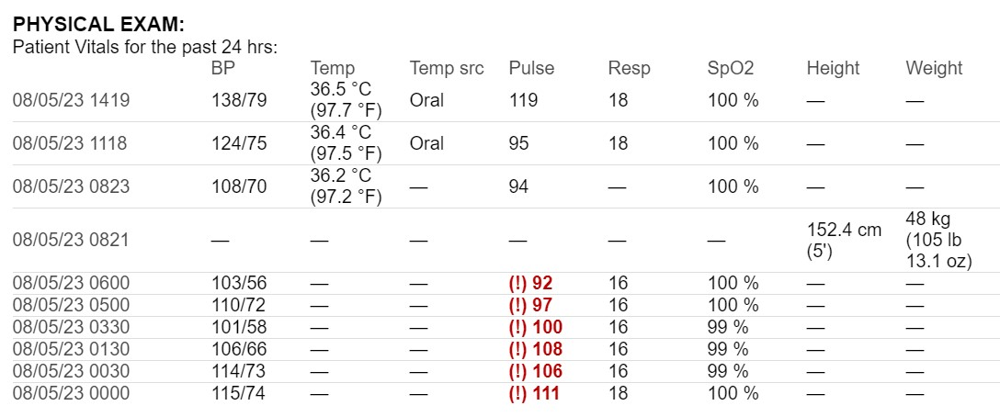 PHYSICAL EXAM:
Patient Vitals for the past 24 hrs:
BP Temp Temp src Pulse Resp SpO2 Height Weight
08/05/23 1419 138/79 36.5 °C (97.7 °F) Oral 119 18 100 % — —
08/05/23 1118 124/75 36.4 °C (97.5 °F) Oral 95 18 100 % — —
08/05/23 0823 108/70 36.2 °C (97.2 °F) — 94 — 100 % — —
08/05/23 0821 — — — — — — 152.4 cm (5') 48 kg (105 lb 13.1 oz)
08/05/23 0600 103/56 — — (!) 92 16 100 % — —
08/05/23 0500 110/72 — — (!) 97 16 100 % — —
08/05/23 0330 101/58 — — (!) 100 16 99 % — —
08/05/23 0130 106/66 — — (!) 108 16 99 % — —
08/05/23 0030 114/73 — — (!) 106 16 99 % — —
08/05/23 0000 115/74 — — (!) 111 18 100 % — —